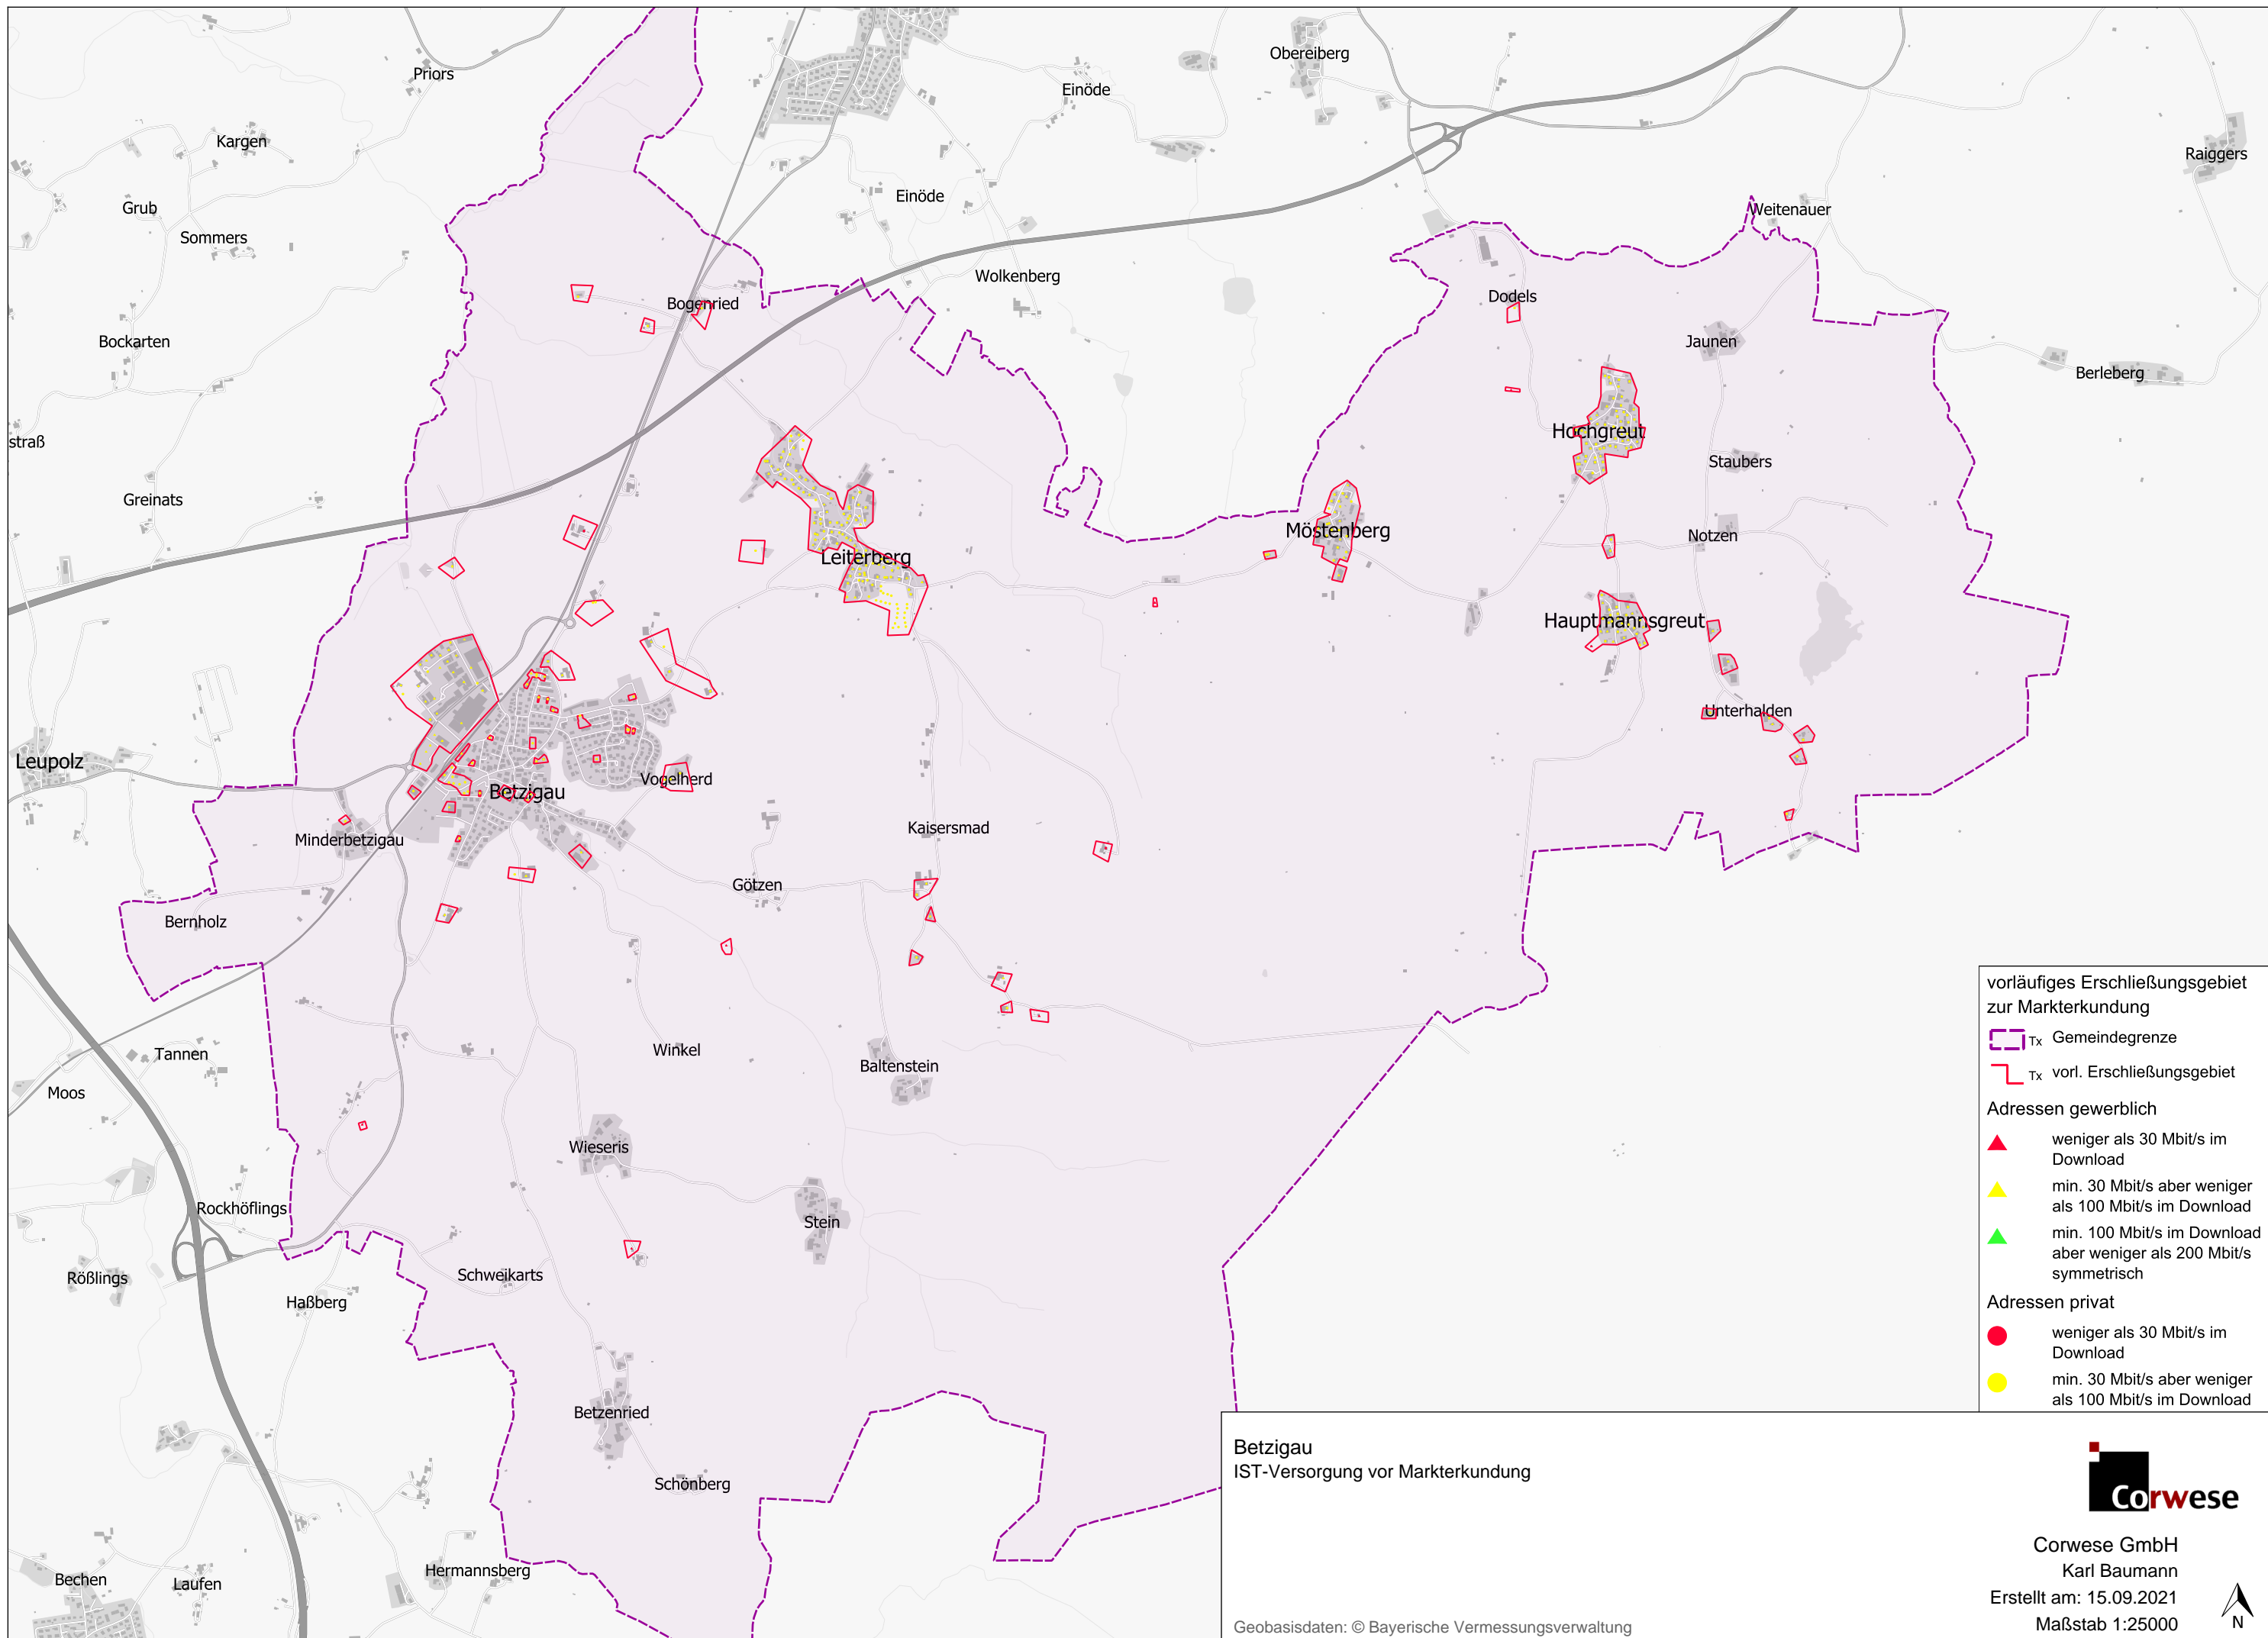 Obereiberg
Priors
Einöde
Kargen
Raiggers
Einöde
Grub
Weitenauer
Sommers
Wolkenberg
Dodels
Bogenried
Bockarten
Jaunen
Berleberg
Hochgreut
straß
Staubers
Greinats
Möstenberg
Notzen
Leiterberg
Hauptmannsgreut
Unterhalden
Leupolz
Vogelherd
Betzigau
Kaisersmad
Minderbetzigau
Götzen
Bernholz
Winkel
Tannen
Baltenstein
Moos
Wieseris
Rockhöflings
Stein
Schweikarts
Rößlings
Haßberg
Betzenried
Schönberg
Hermannsberg
Bechen
Laufen
vorläufiges Erschließungsgebiet
zur Markterkundung
Tx Gemeindegrenze
Tx vorl. Erschließungsgebiet
Adressen gewerblich
weniger als 30 Mbit/s im
Download
min. 30 Mbit/s aber weniger
als 100 Mbit/s im Download
min. 100 Mbit/s im Download
aber weniger als 200 Mbit/s
symmetrisch
Adressen privat
weniger als 30 Mbit/s im
Download
min. 30 Mbit/s aber weniger
als 100 Mbit/s im Download
Betzigau
IST-Versorgung vor Markterkundung
Corwese
Corwese GmbH
Karl Baumann
Erstellt am: 15.09.2021
Maßstab 1:25000
N
Geobasisdaten: © Bayerische Vermessungsverwaltung